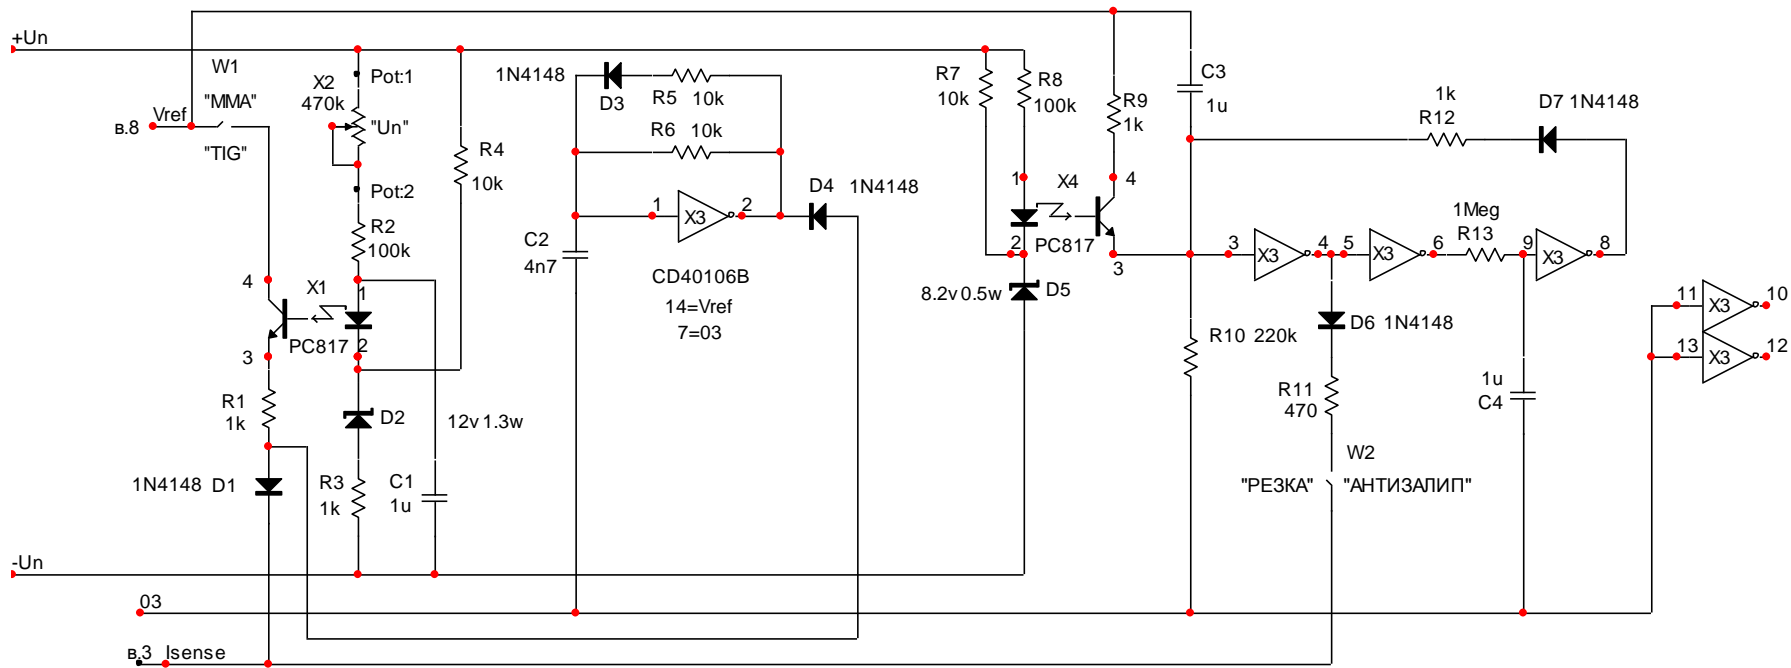 +Un
W1
"MMA"
Vref
в.8
"TIG"
X2
470k
Pot:1
"Un"
Pot:2
R2
100k
R4
10k
4
X1
1
PC817
3
2
R1
1k
D2
12v 1.3w
1N4148 D1
R3
1k
C1
1u
-Un
03
в.3 Isense
1N4148
D3
R5 10k
R6 10k
1
X3
2
D4 1N4148
C2
4n7
CD40106B
14=Vref
7=03
R7
10k
R8
100k
R9
1k
C3
1u
1
X4
4
2
PC817
3
8.2v 0.5w
D5
1k
R12
D7 1N4148
3
X3
4
5
X3
6
1Meg
R13
9
X3
8
D6 1N4148
R10 220k
R11
470
1u
C4
W2
"РЕЗКА"
"АНТИЗАЛИП"
11
X3
10
13
X3
12